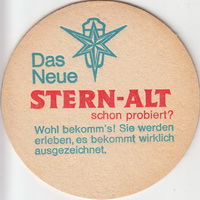 Das
Neue
STERN-ALT
schon probiert?
Wohl bekomm's! Sie werden
erleben, es bekommt wirklich
ausgezeichnet.